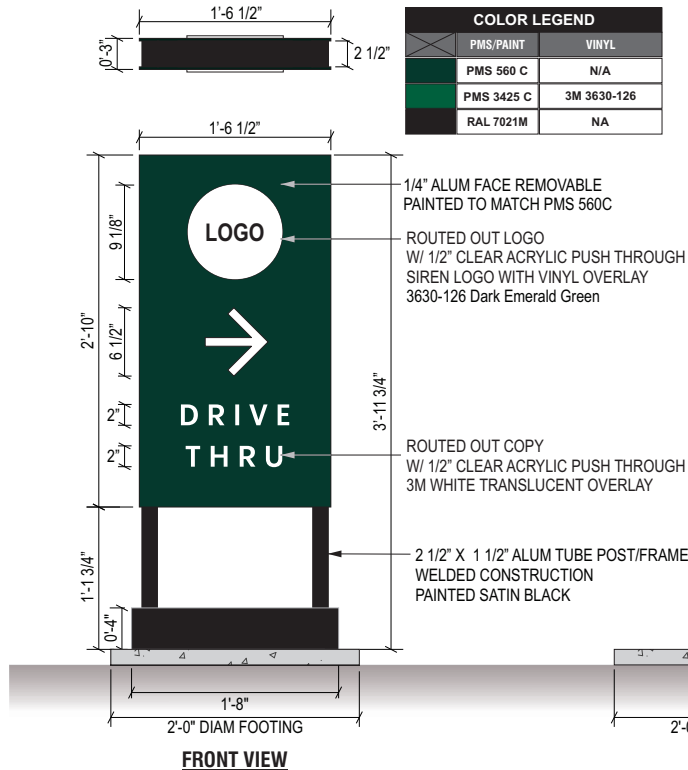 1'-6 1/2"
0'-3"
2 1/2"
COLOR LEGEND
PMS/PAINT VINYL
PMS 560 C N/A
PMS 3425 C 3M 3630-126
RAL 7021M NA
1'-6 1/2"
1/4" ALUM FACE REMOVABLE
PAINTED TO MATCH PMS 560C
9 1/8"
LOGO
ROUTED OUT LOGO
W/ 1/2" CLEAR ACRYLIC PUSH THROUGH
SIREN LOGO WITH VINYL OVERLAY
3630-126 Dark Emerald Green
2'-10"
6 1/2"
3'-11 3/4"
2"
DRIVE
2"
THRU
ROUTED OUT COPY
W/ 1/2" CLEAR ACRYLIC PUSH THROUGH
3M WHITE TRANSLUCENT OVERLAY
1'-1 3/4"
2 1/2" X 1 1/2" ALUM TUBE POST/FRAME
WELDED CONSTRUCTION
PAINTED SATIN BLACK
0'-4"
1'-8"
2'-0" DIAM FOOTING
FRONT VIEW